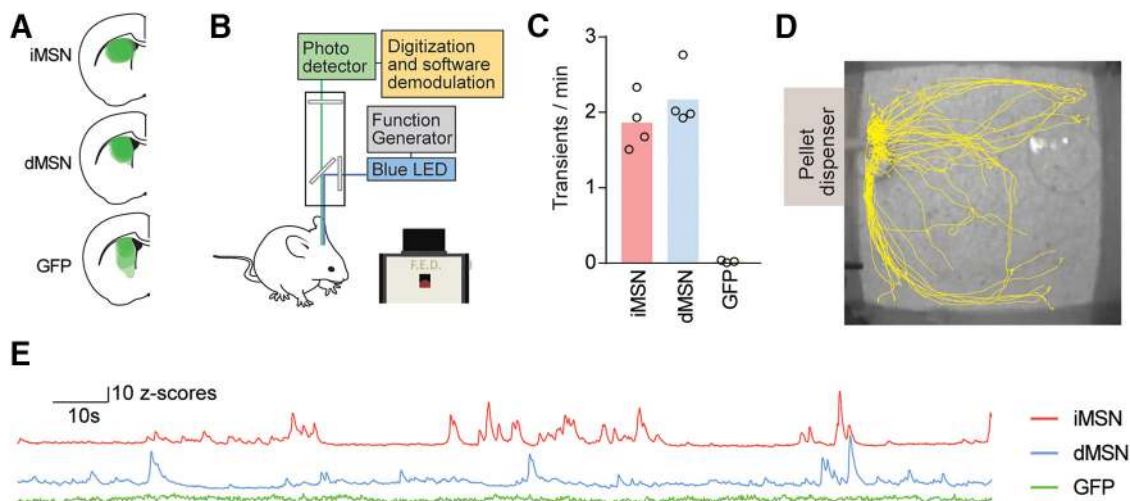 A
iMSN
dMSN
GFP
B
Photo
detector
Digitization
and software
demodulation
Function
Generator
Blue LED
F.E.D.
C
Transients / min
3
2
1
0
iMSN
dMSN
GFP
D
Pellet
dispenser
E
10 z-scores
10s
iMSN
dMSN
GFP